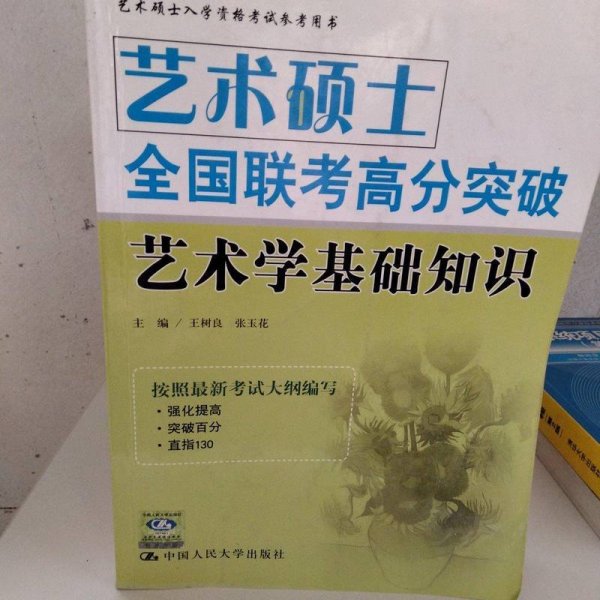 艺术硕士入学资格考试参考用书
艺术硕士
全国联考高分突破
艺术学基础知识
主 编 / 王树良 张玉花
按照最新考试大纲编写
· 强化提高
· 突破百分
· 直指130
中国人民大学出版社